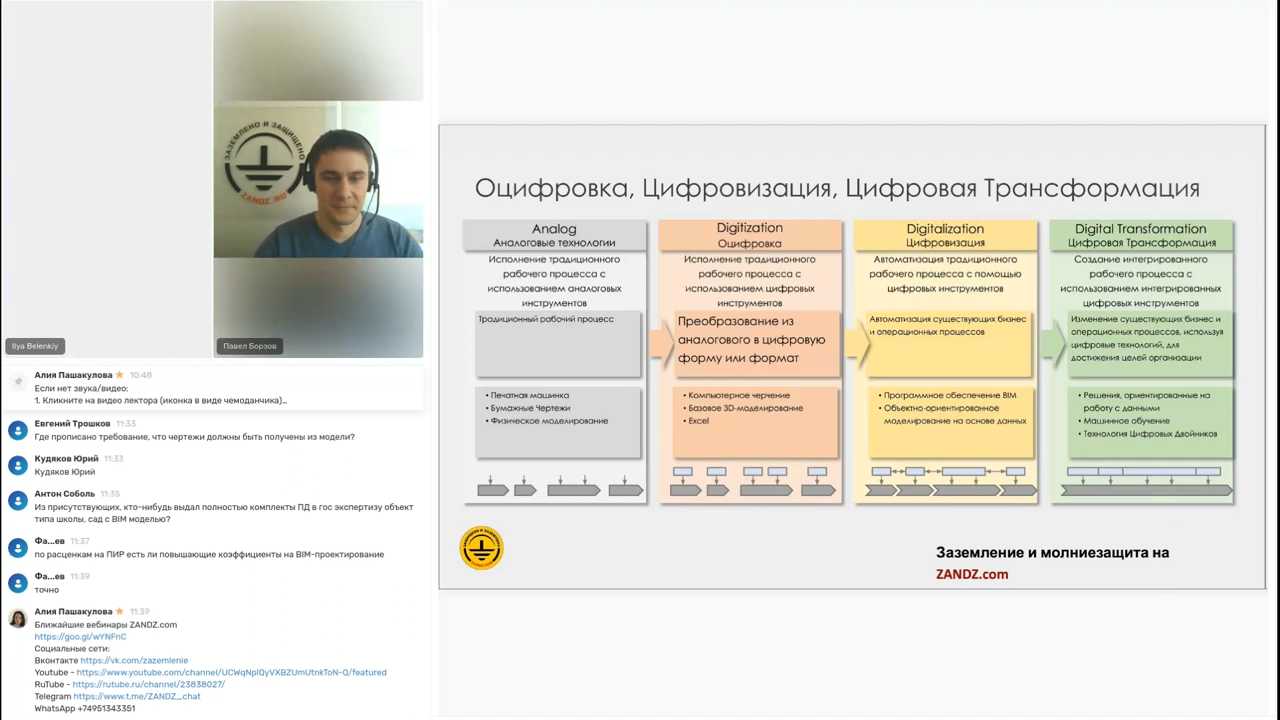 ЗАЗЕМЛЕНО И ЗАЩИЩЕНО
ZANDZ.RU
Ilya Belenkiy
Павел Борзов
Алия Пашакулова 10:48
Если нет звука/видео:
1. Кликните на видео лектора (иконка в виде чемоданчика)...
Евгений Трошков 11:33
Где прописано требование, что чертежи должны быть получены из модели?
Кудяков Юрий 11:33
Кудяков Юрий
Антон Соболь 11:35
Из присутствующих, кто-нибудь выдал полностью комплекты ПД в гос экспертизу объект
типа школы, сад с BIM моделью?
Фа...ев 11:37
по расценкам на ПИР есть ли повышающие коэффициенты на BIM-проектирование
Фа...ев 11:39
точно
Алия Пашакулова 11:39
Ближайшие вебинары ZANDZ.com
https://goo.gl/wYNFnC
Социальные сети:
Вконтакте https://vk.com/zazemlenie
Youtube - https://www.youtube.com/channel/UCWqNplQyVXBZUmUtnkToN-Q/featured
RuTube - https://rutube.ru/channel/23838027/
Telegram https://www.t.me/ZANDZ_chat
WhatsApp +74951343351
Оцифровка, Цифровизация, Цифровая Трансформация
Analog
Аналоговые технологии
Исполнение традиционного
рабочего процесса с
использованием аналоговых
инструментов
Традиционный рабочий процесс
• Печатная машинка
• Бумажные Чертежи
• Физическое моделирование
Digitization
Оцифровка
Исполнение традиционного
рабочего процесса с
использованием цифровых
инструментов
Преобразование из
аналогового в цифровую
форму или формат
• Компьютерное черчение
• Базовое 3D-моделирование
• Excel
Digitalization
Цифровизация
Автоматизация традиционного
рабочего процесса с помощью
цифровых инструментов
Автоматизация существующих бизнес
и операционных процессов
• Программное обеспечение BIM
• Объектно-ориентированное
моделирование на основе данных
Digital Transformation
Цифровая Трансформация
Создание интегрированного
рабочего процесса с
использованием интегрированных
цифровых инструментов
Изменение существующих бизнес и
операционных процессов, используя
цифровые технологий, для
достижения целей организации
• Решения, ориентированные на
работу с данными
• Машинное обучение
• Технология Цифровых Двойников
Заземление и молниезащита на
ZANDZ.com